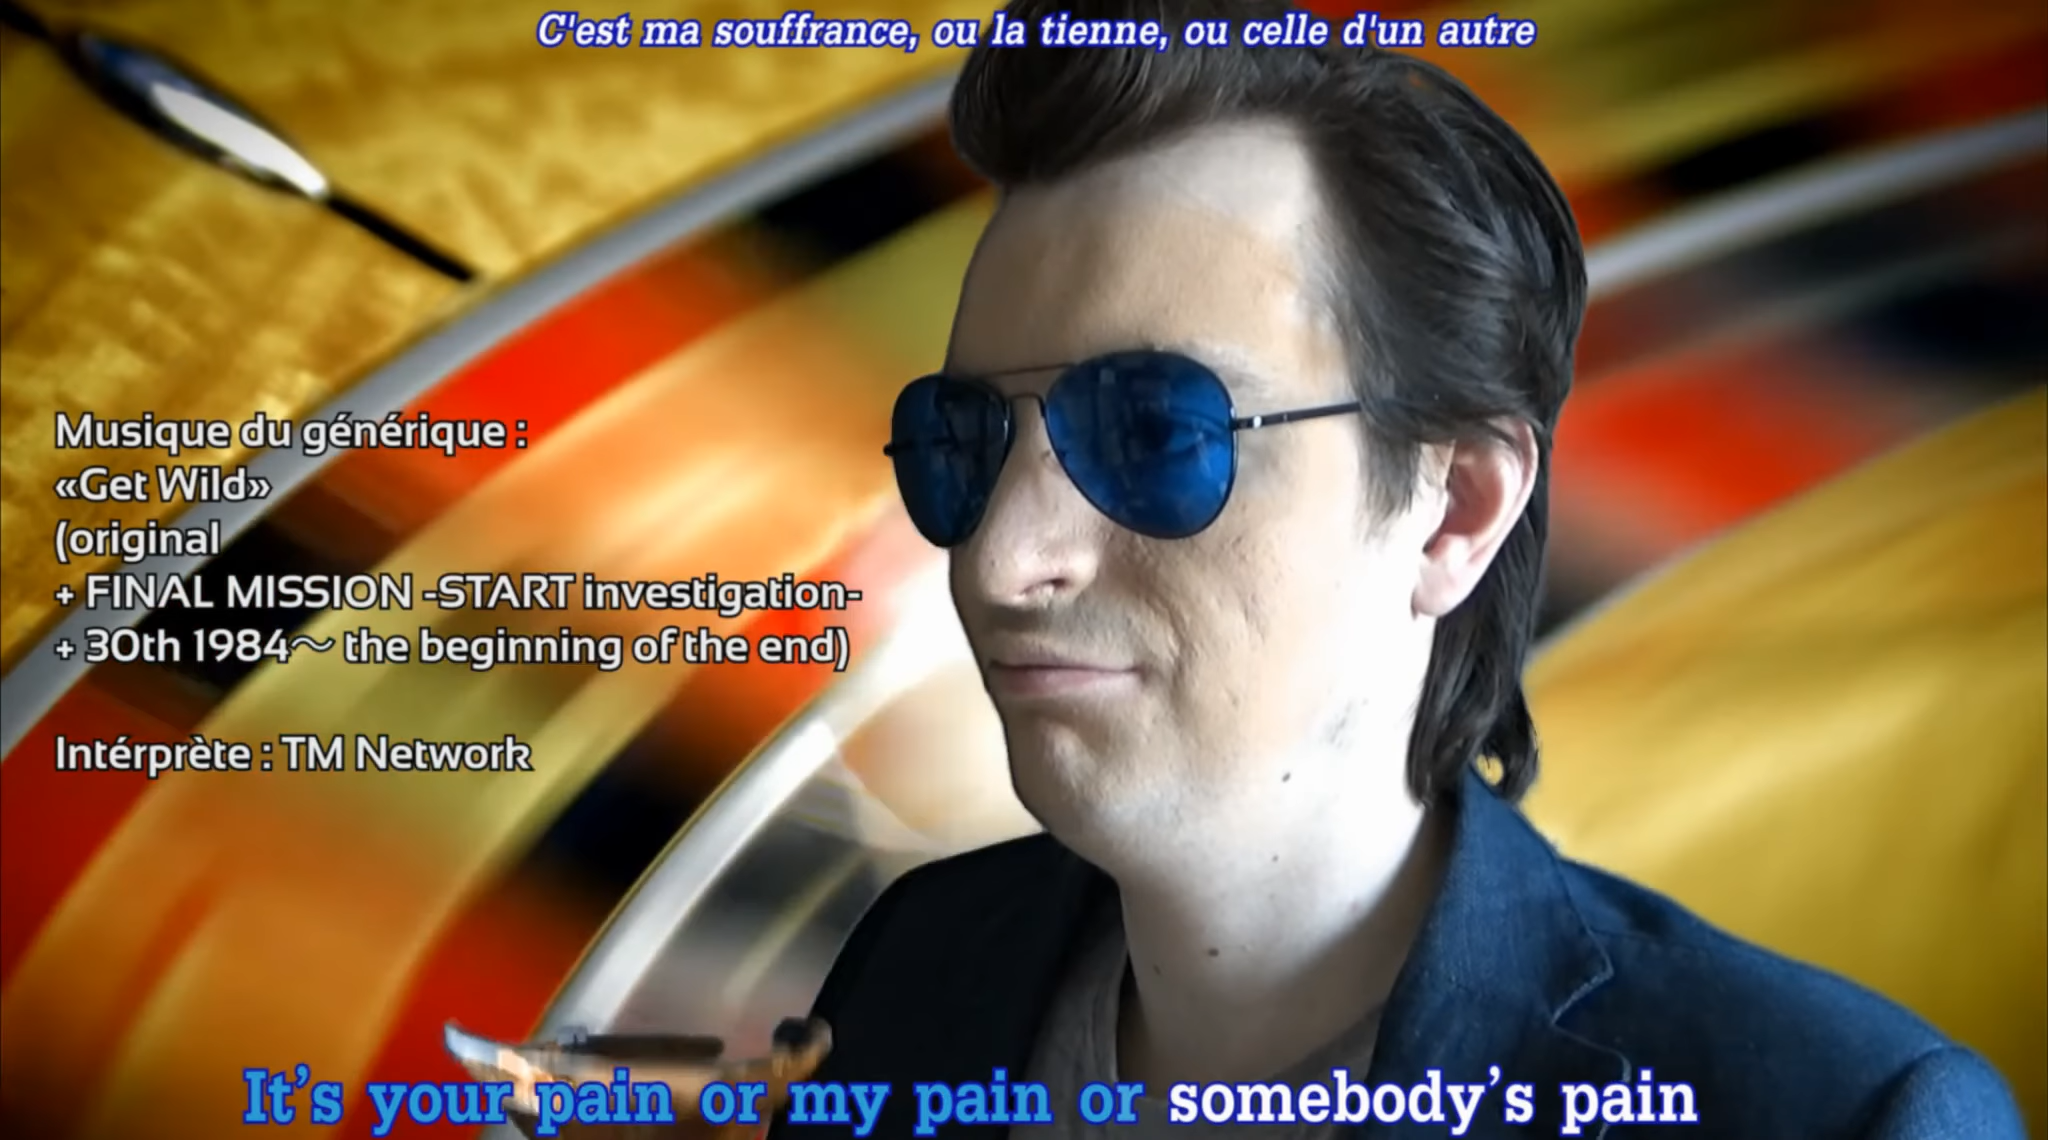 C'est ma souffrance, ou la tienne, ou celle d'un autre
Musique du générique :
«Get Wild»
(original
+ FINAL MISSION -START investigation-
+ 30th 1984～ the beginning of the end)
Intérprète : TM Network
It’s your pain or my pain or somebody’s pain